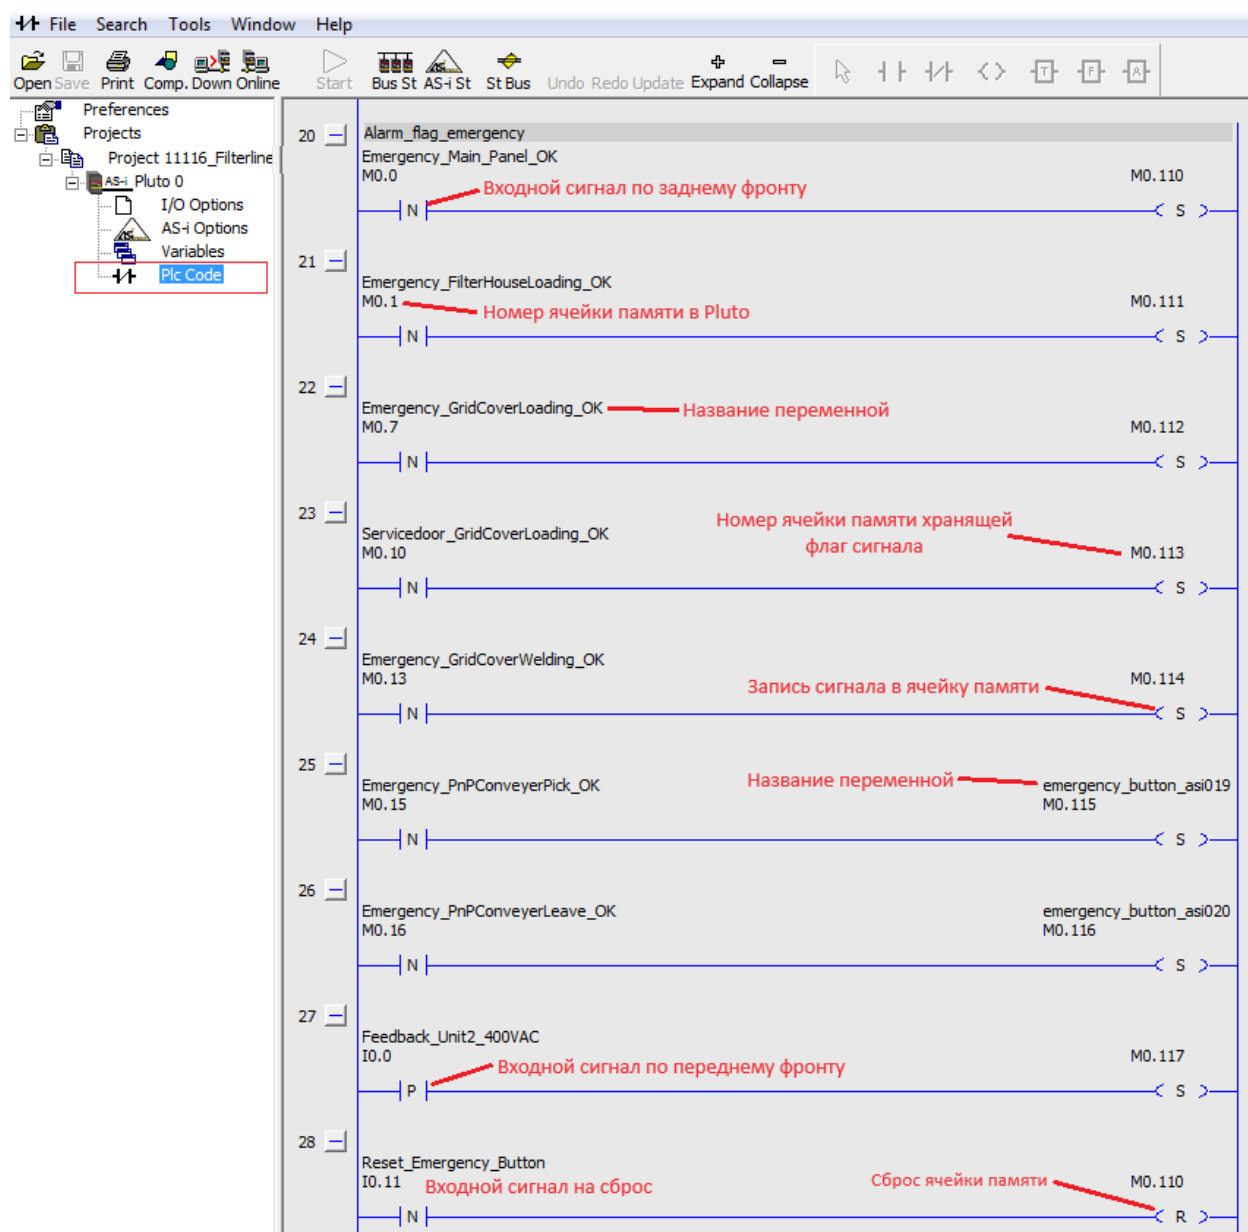 File Search Tools Window Help
Open Save Print Comp. Down Online Start Bus St AS-i St St Bus Undo Redo Update Expand Collapse
T F A
Preferences
Projects
Project 11116_Filterline
AS-i Pluto 0
I/O Options
AS-i Options
Variables
Plc Code
20
Alarm_flag_emergency
Emergency_Main_Panel_OK
M0.0 M0.110
Входной сигнал по заднему фронту
N S
21
Emergency_FilterHouseLoading_OK
M0.1 M0.111
Номер ячейки памяти в Pluto
N S
22
Emergency_GridCoverLoading_OK Название переменной
M0.7 M0.112
N S
23
Номер ячейки памяти хранящей
Servicedoor_GridCoverLoading_OK
флаг сигнала
M0.10 M0.113
N S
24
Emergency_GridCoverWelding_OK
M0.13 M0.114
Запись сигнала в ячейку памяти
N S
25
Emergency_PnPConveyerPick_OK Название переменной emergency_button_asi019
M0.15 M0.115
N S
26
Emergency_PnPConveyerLeave_OK emergency_button_asi020
M0.16 M0.116
N S
27
Feedback_Unit2_400VAC
I0.0 M0.117
Входной сигнал по переднему фронту
P S
28
Reset_Emergency_Button
I0.11 Входной сигнал на сброс Сброс ячейки памяти M0.110
N R